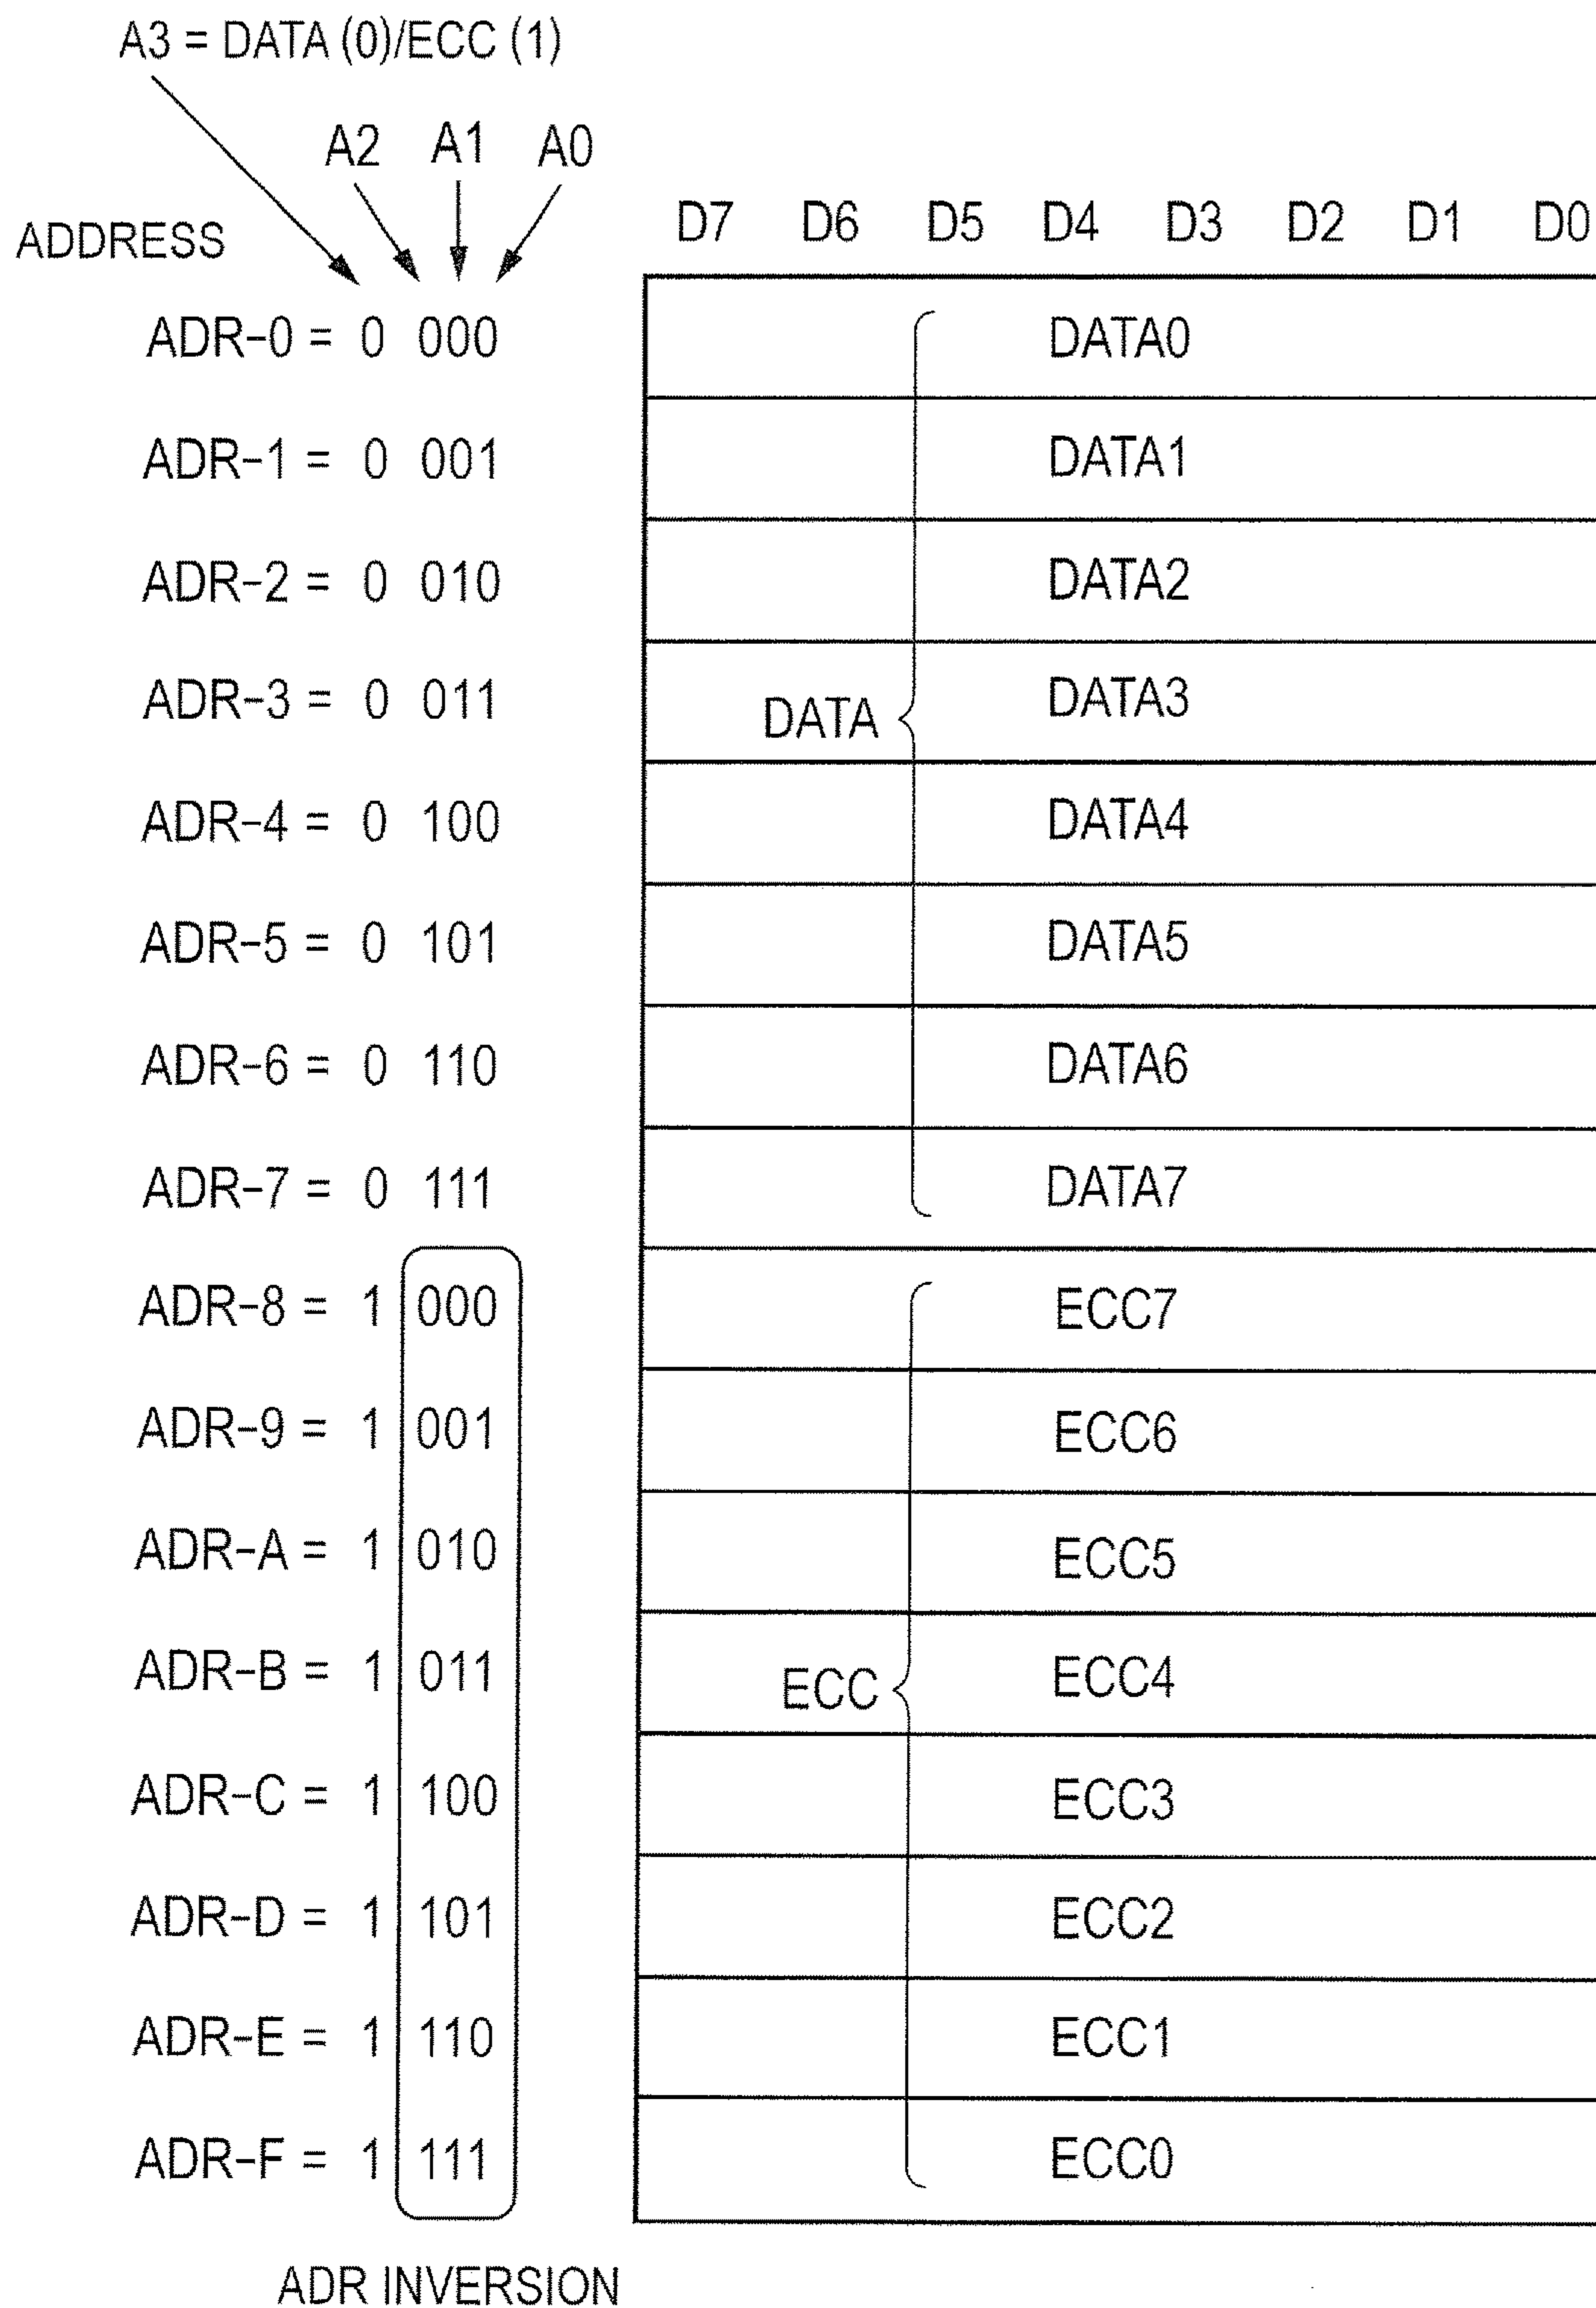 A3 = DATA (0)/ECC (1)
A2 A1 A0
ADDRESS D7 D6 D5 D4 D3 D2 D1 D0
ADR-0 = 0 000 DATA0
ADR-1 = 0 001 DATA1
ADR-2 = 0 010 DATA2
ADR-3 = 0 011 DATA DATA3
ADR-4 = 0 100 DATA4
ADR-5 = 0 101 DATA5
ADR-6 = 0 110 DATA6
ADR-7 = 0 111 DATA7
ADR-8 = 1 000 ECC7
ADR-9 = 1 001 ECC6
ADR-A = 1 010 ECC5
ADR-B = 1 011 ECC ECC4
ADR-C = 1 100 ECC3
ADR-D = 1 101 ECC2
ADR-E = 1 110 ECC1
ADR-F = 1 111 ECC0
ADR INVERSION